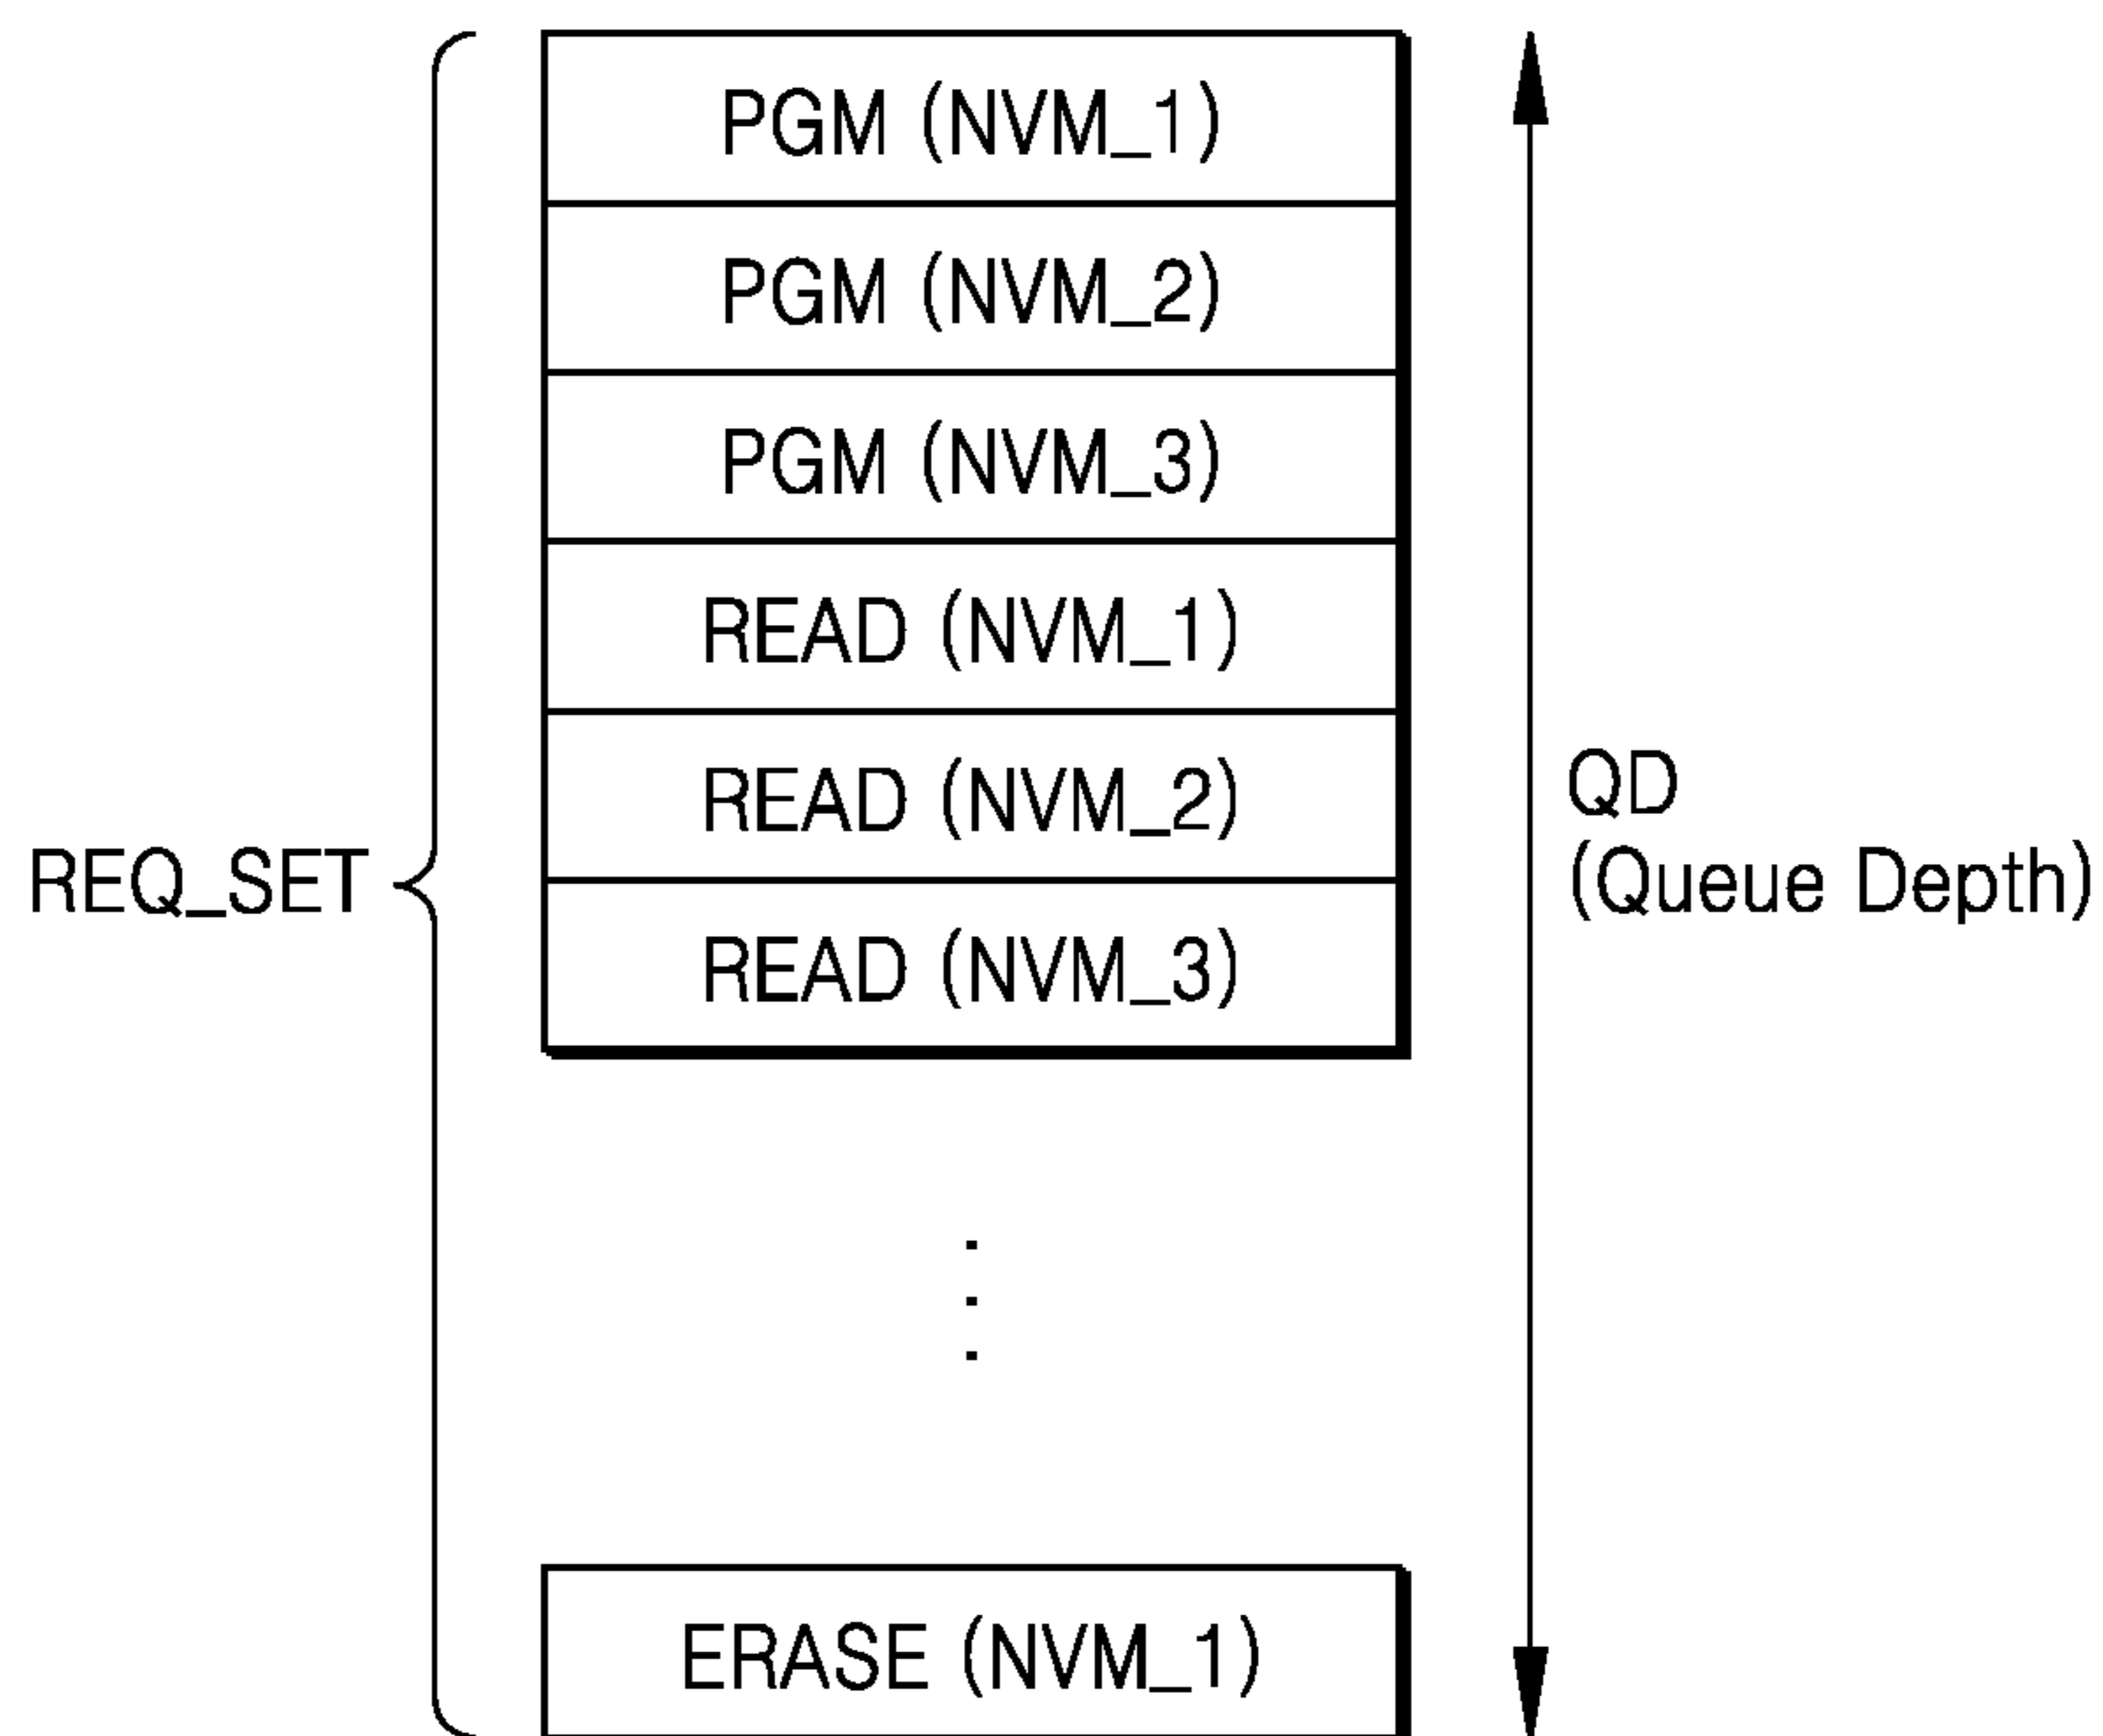 PGM (NVM_1)
PGM (NVM_2)
PGM (NVM_3)
READ (NVM_1)
READ (NVM_2)
READ (NVM_3)
ERASE (NVM_1)
REQ_SET
QD
(Queue Depth)